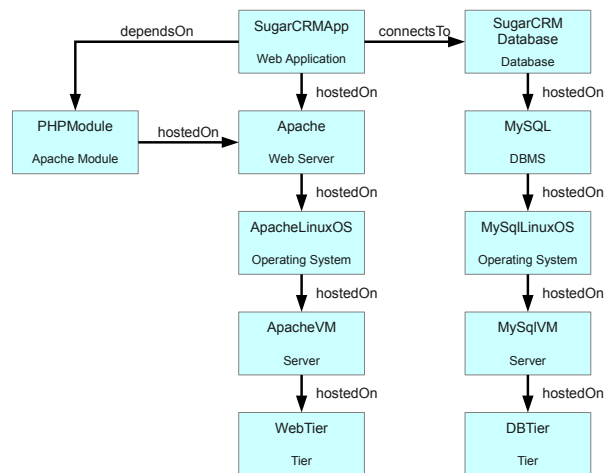 dependsOn
SugarCRMApp
Web Application
connectsTo
SugarCRM
Database
Database
hostedOn
hostedOn
PHPModule
Apache Module
hostedOn
Apache
Web Server
MySQL
DBMS
hostedOn
hostedOn
ApacheLinuxOS
Operating System
MySqlLinuxOS
Operating System
hostedOn
hostedOn
ApacheVM
Server
MySqlVM
Server
hostedOn
hostedOn
WebTier
Tier
DBTier
Tier